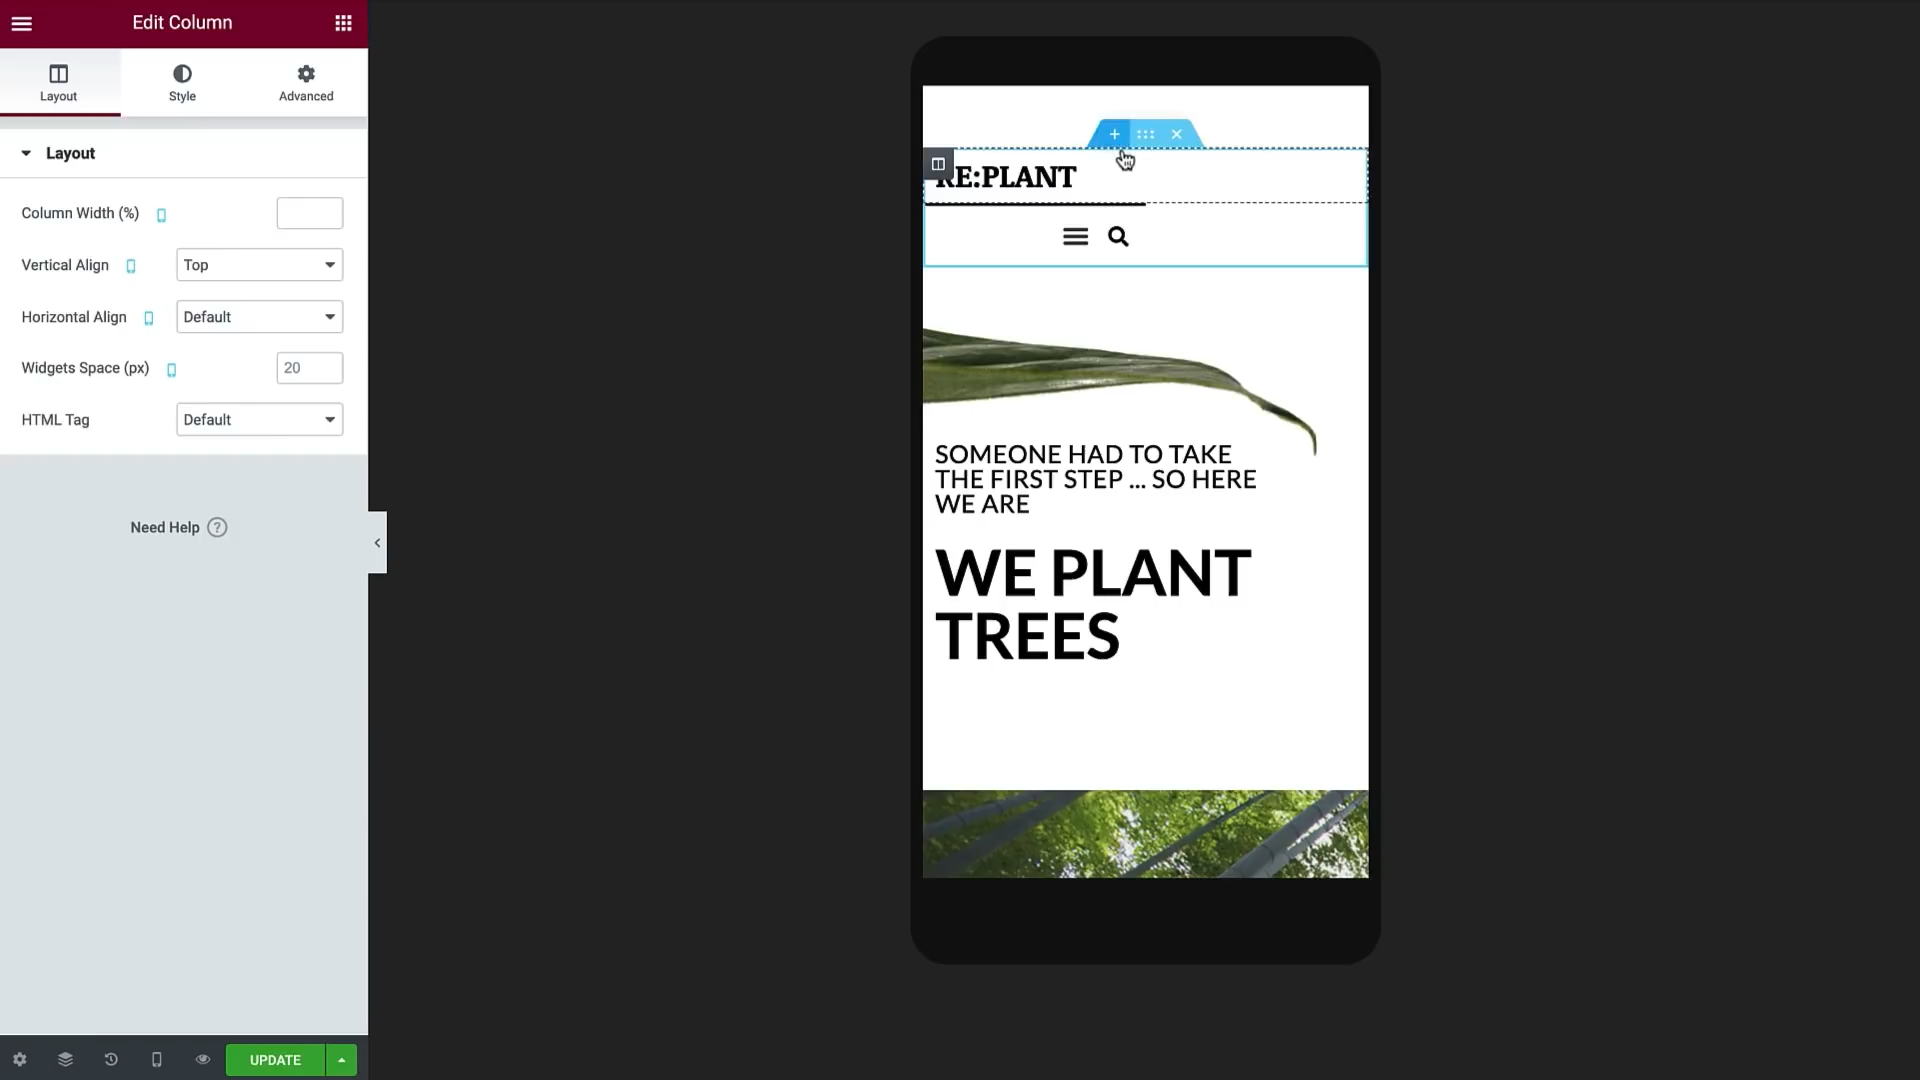 Edit Column
Layout
Style
Advanced
Layout
Column Width (%)
Vertical Align
Top
Horizontal Align
Default
Widgets Space (px)
20
HTML Tag
Default
Need Help ?
UPDATE
RE:PLANT
SOMEONE HAD TO TAKE
THE FIRST STEP ... SO HERE
WE ARE
WE PLANT
TREES